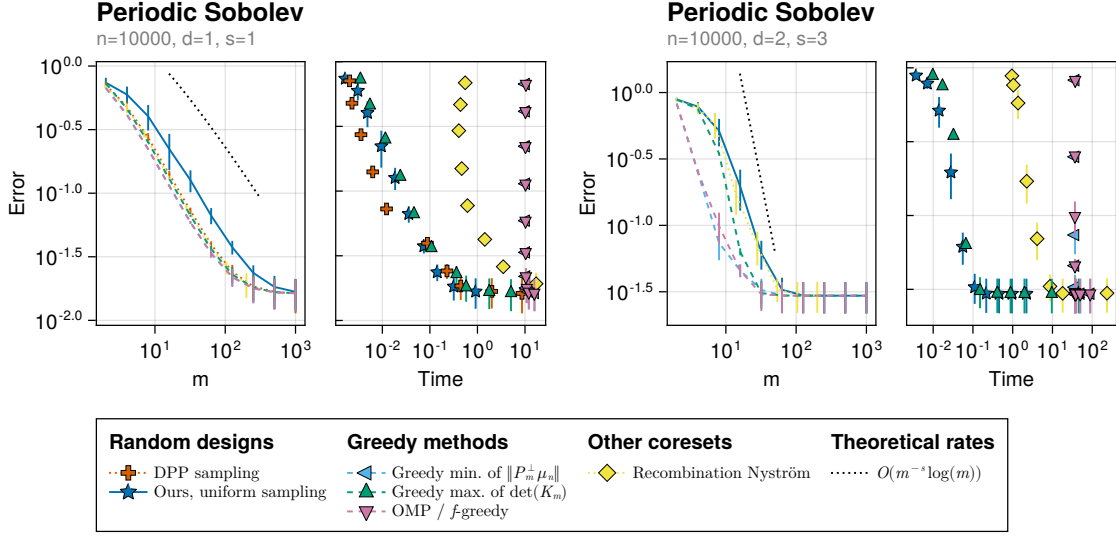 Periodic Sobolev
n=10000, d=1, s=1
10^0.0
10^-0.5
10^-1.0
10^-1.5
10^-2.0
Error
10^1
10^2
10^3
m
10^-2
10^-1
10^0
10^1
Time
Periodic Sobolev
n=10000, d=2, s=3
10^0.0
10^-0.5
10^-1.0
10^-1.5
Error
10^1
10^2
10^3
m
10^-2
10^-1
10^0
10^1
10^2
Time
Random designs
DPP sampling
Ours, uniform sampling
Greedy methods
Greedy min. of ‖P_m^⊥ μ_n‖
Greedy max. of det(K_m)
OMP / f-greedy
Other coresets
Recombination Nyström
Theoretical rates
O(m^-s log(m))